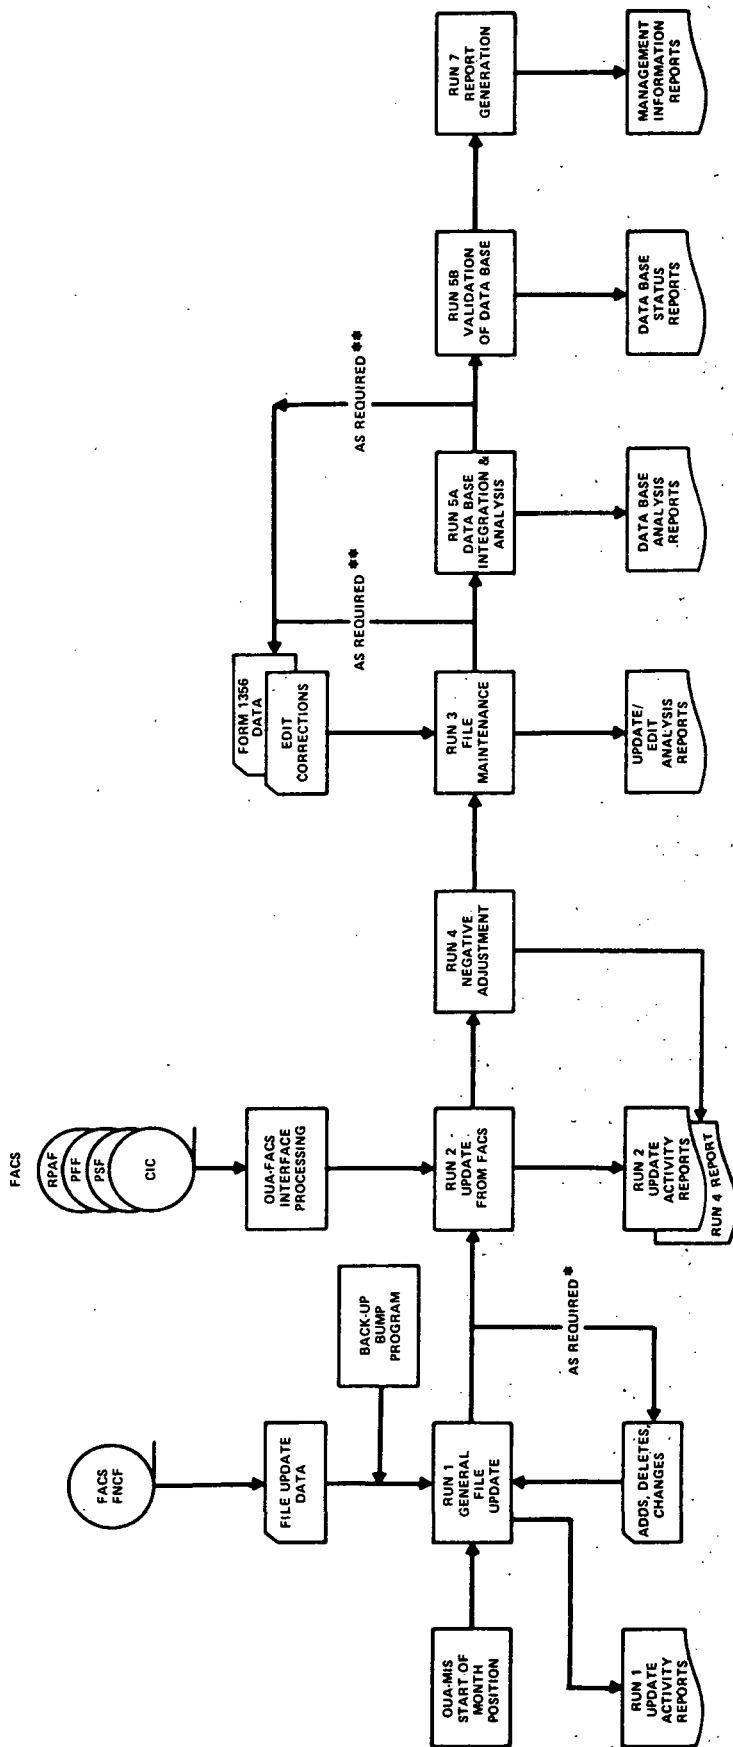 FACS
FNCF
FILE UPDATE
DATA
BACK-UP
BUMP
PROGRAM
OUA-MIS
START OF
MONTH
POSITION
RUN 1
GENERAL
FILE
UPDATE
RUN 1
UPDATE
ACTIVITY
REPORTS
ADDS, DELETES,
CHANGES
AS REQUIRED*
FACS
RPAF
PFF
PSF
CIC
OUA-FACS
INTERFACE
PROCESSING
RUN 2
UPDATE
FROM FACS
RUN 2
UPDATE
ACTIVITY
REPORTS
RUN 4 REPORT
RUN 4
NEGATIVE
ADJUSTMENT
FORM 1356
DATA
EDIT
CORRECTIONS
RUN 3
FILE
MAINTENANCE
UPDATE/
EDIT
ANALYSIS
REPORTS
AS REQUIRED**
RUN 5A
DATA BASE
INTEGRATION &
ANALYSIS
DATA BASE
ANALYSIS
REPORTS
AS REQUIRED**
RUN 5B
VALIDATION
OF DATA BASE
DATA BASE
STATUS
REPORTS
RUN 7
REPORT
GENERATION
MANAGEMENT
INFORMATION
REPORTS